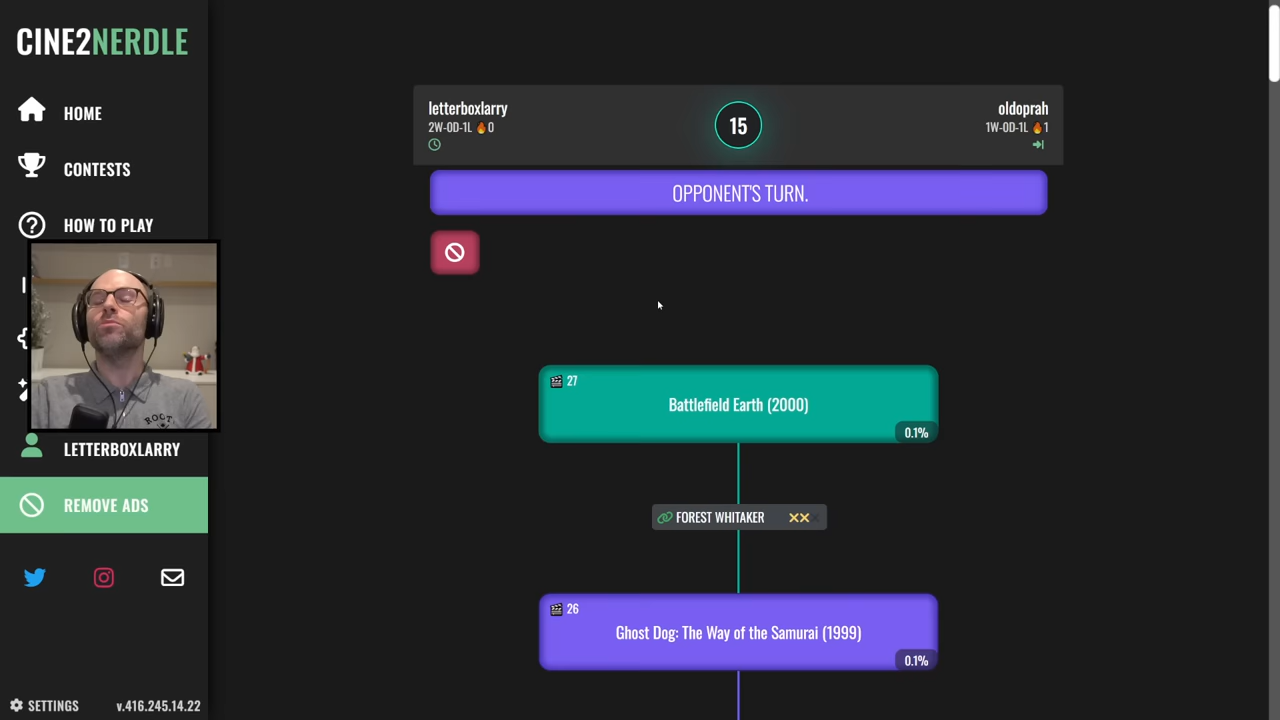 CINE2NERDLE
HOME
CONTESTS
HOW TO PLAY
LETTERBOXLARRY
REMOVE ADS
SETTINGS
v.416.245.14.22
letterboxlarry
2W-0D-1L 🔥0
15
oldoprah
1W-0D-1L 🔥1
OPPONENT'S TURN.
27
Battlefield Earth (2000)
0.1%
FOREST WHITAKER
26
Ghost Dog: The Way of the Samurai (1999)
0.1%